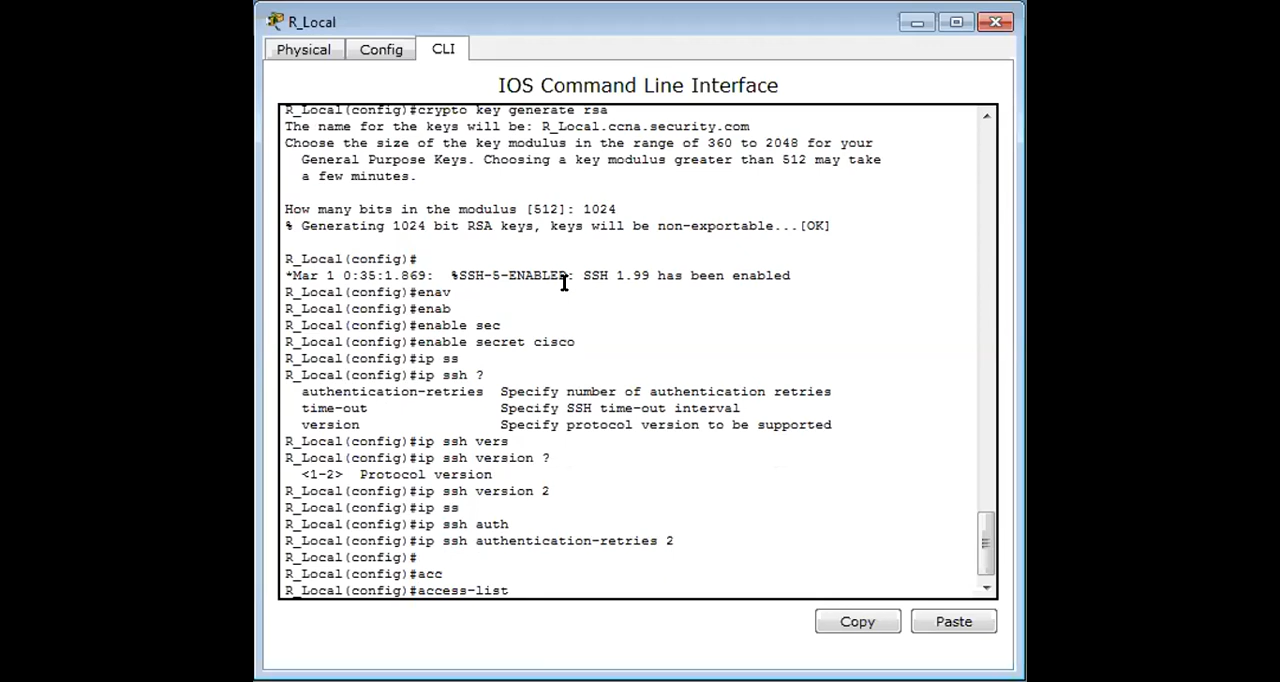 R_Local
Physical Config CLI
IOS Command Line Interface
R_Local(config)#crypto key generate rsa
The name for the keys will be: R_Local.ccna.security.com
Choose the size of the key modulus in the range of 360 to 2048 for your
General Purpose Keys. Choosing a key modulus greater than 512 may take
a few minutes.
How many bits in the modulus [512]: 1024
% Generating 1024 bit RSA keys, keys will be non-exportable...[OK]
R_Local(config)#
*Mar 1 0:35:1.869: %SSH-5-ENABLED: SSH 1.99 has been enabled
R_Local(config)#enav
R_Local(config)#enab
R_Local(config)#enable sec
R_Local(config)#enable secret cisco
R_Local(config)#ip ss
R_Local(config)#ip ssh ?
authentication-retries Specify number of authentication retries
time-out Specify SSH time-out interval
version Specify protocol version to be supported
R_Local(config)#ip ssh vers
R_Local(config)#ip ssh version ?
<1-2> Protocol version
R_Local(config)#ip ssh version 2
R_Local(config)#ip ss
R_Local(config)#ip ssh auth
R_Local(config)#ip ssh authentication-retries 2
R_Local(config)#
R_Local(config)#acc
R_Local(config)#access-list
Copy Paste